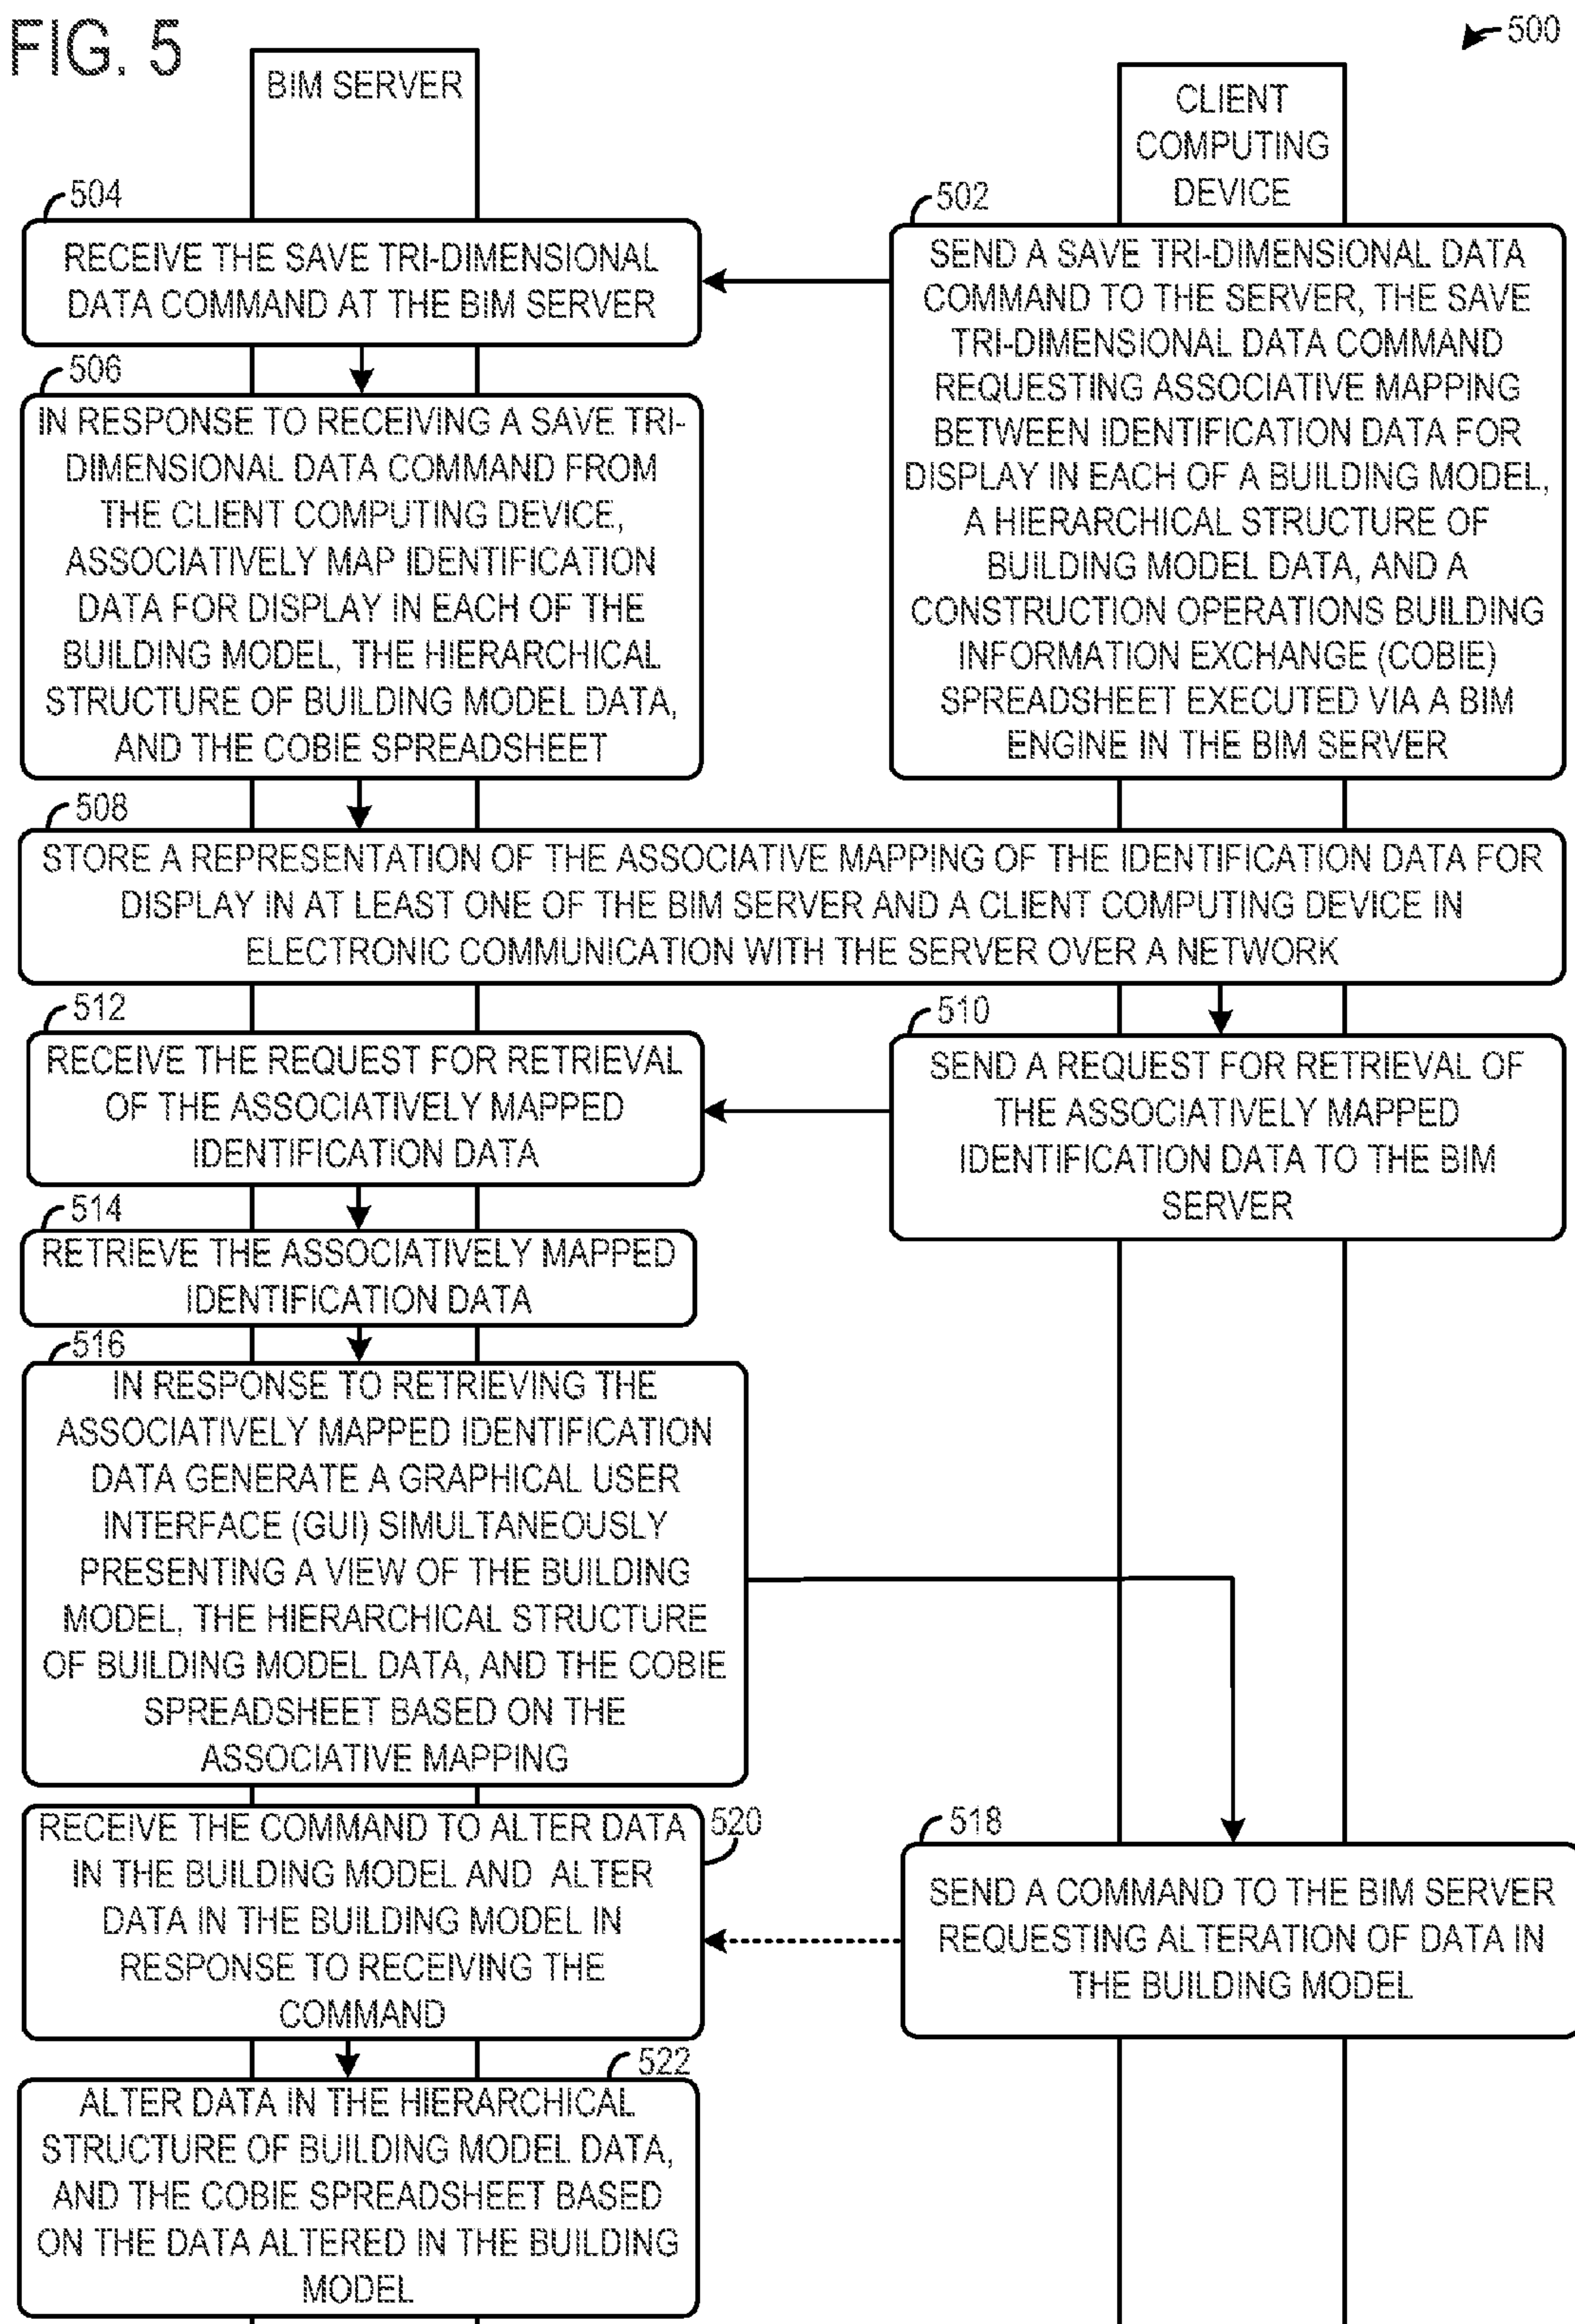 FIG. 5
500
BIM SERVER
CLIENT
COMPUTING
DEVICE
504
RECEIVE THE SAVE TRI-DIMENSIONAL
DATA COMMAND AT THE BIM SERVER
502
SEND A SAVE TRI-DIMENSIONAL DATA
COMMAND TO THE SERVER, THE SAVE
TRI-DIMENSIONAL DATA COMMAND
REQUESTING ASSOCIATIVE MAPPING
BETWEEN IDENTIFICATION DATA FOR
DISPLAY IN EACH OF A BUILDING MODEL,
A HIERARCHICAL STRUCTURE OF
BUILDING MODEL DATA, AND A
CONSTRUCTION OPERATIONS BUILDING
INFORMATION EXCHANGE (COBIE)
SPREADSHEET EXECUTED VIA A BIM
ENGINE IN THE BIM SERVER
506
IN RESPONSE TO RECEIVING A SAVE TRI-
DIMENSIONAL DATA COMMAND FROM
THE CLIENT COMPUTING DEVICE,
ASSOCIATIVELY MAP IDENTIFICATION
DATA FOR DISPLAY IN EACH OF THE
BUILDING MODEL, THE HIERARCHICAL
STRUCTURE OF BUILDING MODEL DATA,
AND THE COBIE SPREADSHEET
508
STORE A REPRESENTATION OF THE ASSOCIATIVE MAPPING OF THE IDENTIFICATION DATA FOR
DISPLAY IN AT LEAST ONE OF THE BIM SERVER AND A CLIENT COMPUTING DEVICE IN
ELECTRONIC COMMUNICATION WITH THE SERVER OVER A NETWORK
512
RECEIVE THE REQUEST FOR RETRIEVAL
OF THE ASSOCIATIVELY MAPPED
IDENTIFICATION DATA
510
SEND A REQUEST FOR RETRIEVAL OF
THE ASSOCIATIVELY MAPPED
IDENTIFICATION DATA TO THE BIM
SERVER
514
RETRIEVE THE ASSOCIATIVELY MAPPED
IDENTIFICATION DATA
516
IN RESPONSE TO RETRIEVING THE
ASSOCIATIVELY MAPPED IDENTIFICATION
DATA GENERATE A GRAPHICAL USER
INTERFACE (GUI) SIMULTANEOUSLY
PRESENTING A VIEW OF THE BUILDING
MODEL, THE HIERARCHICAL STRUCTURE
OF BUILDING MODEL DATA, AND THE COBIE
SPREADSHEET BASED ON THE
ASSOCIATIVE MAPPING
518
SEND A COMMAND TO THE BIM SERVER
REQUESTING ALTERATION OF DATA IN
THE BUILDING MODEL
520
RECEIVE THE COMMAND TO ALTER DATA
IN THE BUILDING MODEL AND ALTER
DATA IN THE BUILDING MODEL IN
RESPONSE TO RECEIVING THE
COMMAND
522
ALTER DATA IN THE HIERARCHICAL
STRUCTURE OF BUILDING MODEL DATA,
AND THE COBIE SPREADSHEET BASED
ON THE DATA ALTERED IN THE BUILDING
MODEL